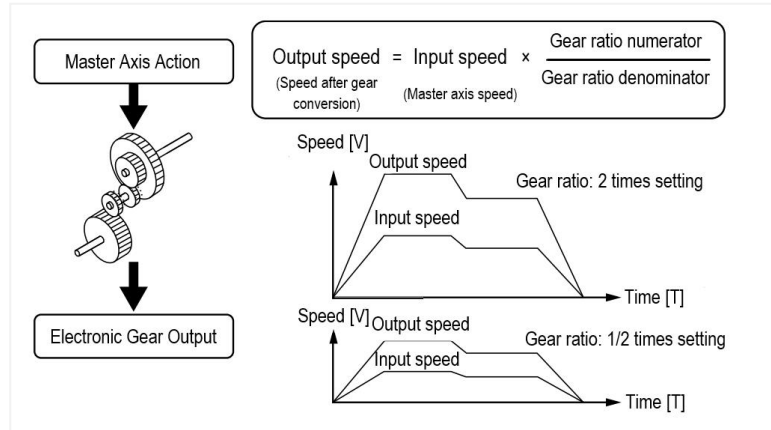 Master Axis Action
Electronic Gear Output
Output speed = Input speed × Gear ratio numerator
Gear ratio denominator
(Speed after gear
conversion)
(Master axis speed)
Speed [V]
Output speed
Gear ratio: 2 times setting
Input speed
Time [T]
Speed [V]
Output speed
Gear ratio: 1/2 times setting
Input speed
Time [T]